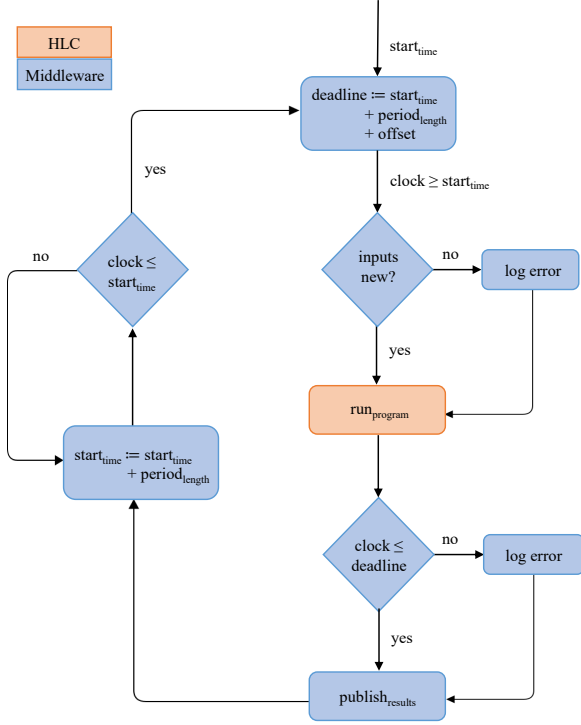 HLC
Middleware
start_time
deadline ≔ start_time
+ period_length
+ offset
yes
clock ≥ start_time
no
clock ≤
start_time
inputs
new?
no
log error
yes
run_program
start_time ≔ start_time
+ period_length
clock ≤
deadline
no
log error
yes
publish_results